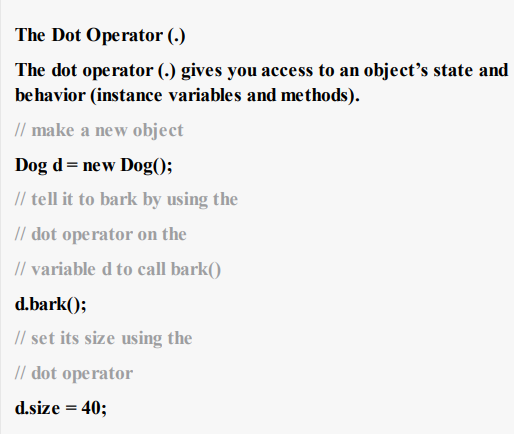 The Dot Operator (.)
The dot operator (.) gives you access to an object’s state and
behavior (instance variables and methods).
// make a new object
Dog d = new Dog();
// tell it to bark by using the
// dot operator on the
// variable d to call bark()
d.bark();
// set its size using the
// dot operator
d.size = 40;